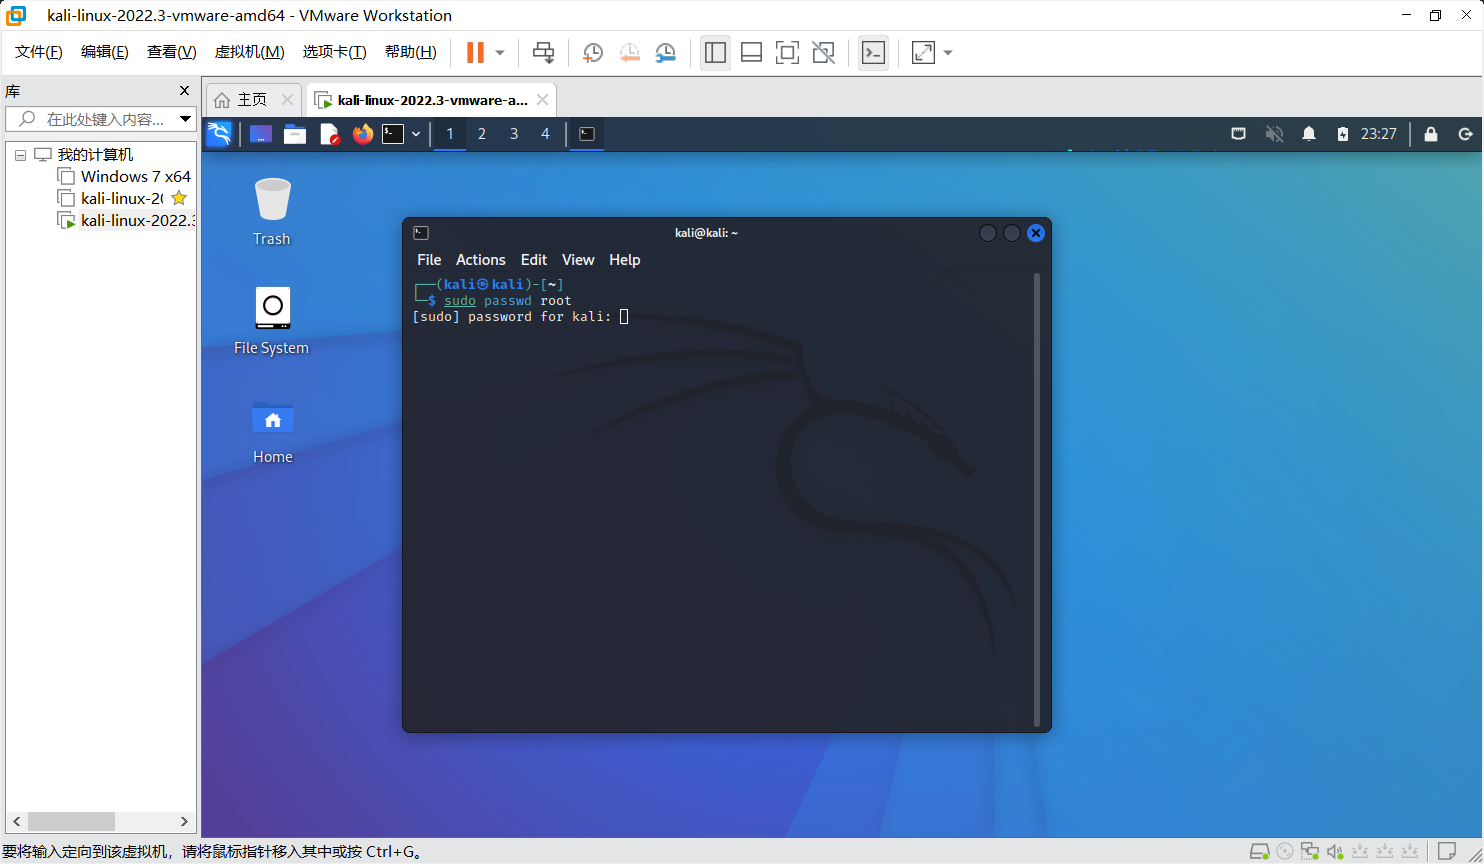 kali-linux-2022.3-vmware-amd64 - VMware Workstation
文件(F) 编辑(E) 查看(V) 虚拟机(M) 选项卡(T) 帮助(H)
库
在此处键入内容...
我的计算机
Windows 7 x64
kali-linux-20
kali-linux-2022.3
主页
kali-linux-2022.3-vmware-a...
1 2 3 4
23:27
Trash
File System
Home
kali@kali: ~
File Actions Edit View Help
┌──(kali㉿kali)-[~]
└─$ sudo passwd root
[sudo] password for kali:
要将输入定向到该虚拟机，请将鼠标指针移入其中或按 Ctrl+G。